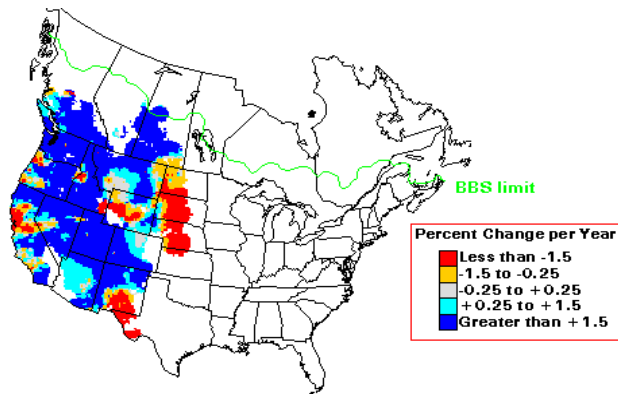 BBS limit
Percent Change per Year
Less than -1.5
-1.5 to -0.25
-0.25 to +0.25
+0.25 to +1.5
Greater than +1.5